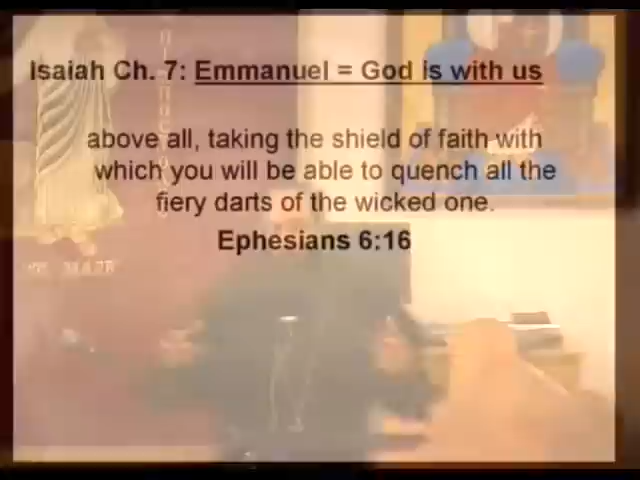 Isaiah Ch. 7: Emmanuel = God is with us
above all, taking the shield of faith with
which you will be able to quench all the
fiery darts of the wicked one.
Ephesians 6:16